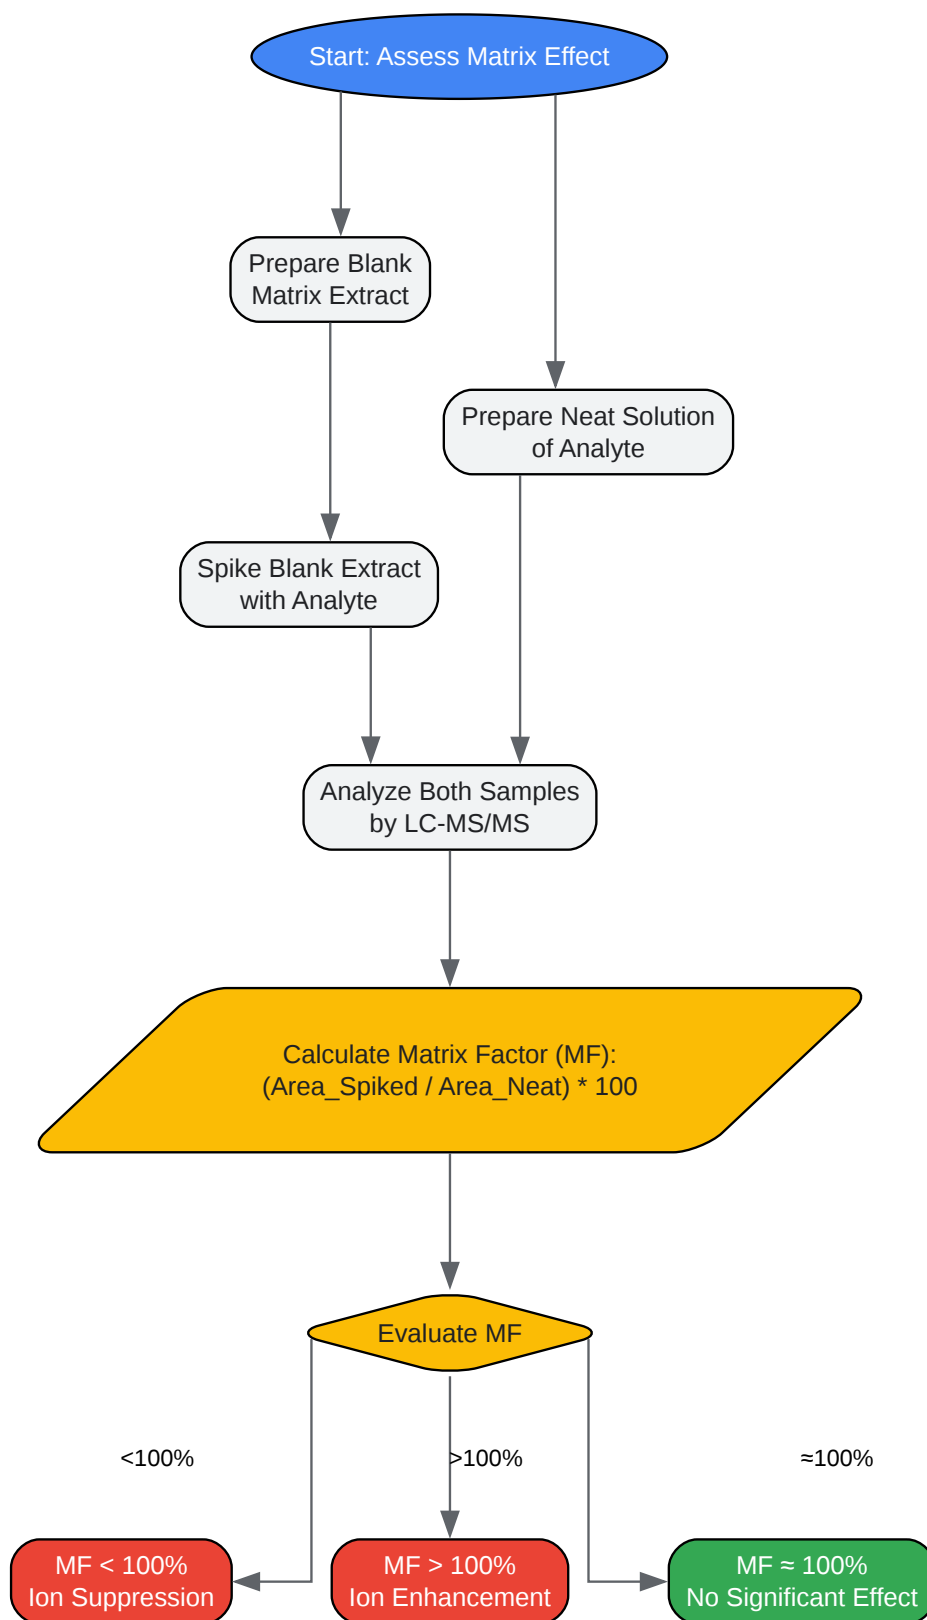 Start: Assess Matrix Effect
Prepare Blank
Matrix Extract
Prepare Neat Solution
of Analyte
Spike Blank Extract
with Analyte
Analyze Both Samples
by LC-MS/MS
Calculate Matrix Factor (MF):
(Area_Spiked / Area_Neat) * 100
Evaluate MF
<100%
>100%
≈100%
MF < 100%
Ion Suppression
MF > 100%
Ion Enhancement
MF ≈ 100%
No Significant Effect